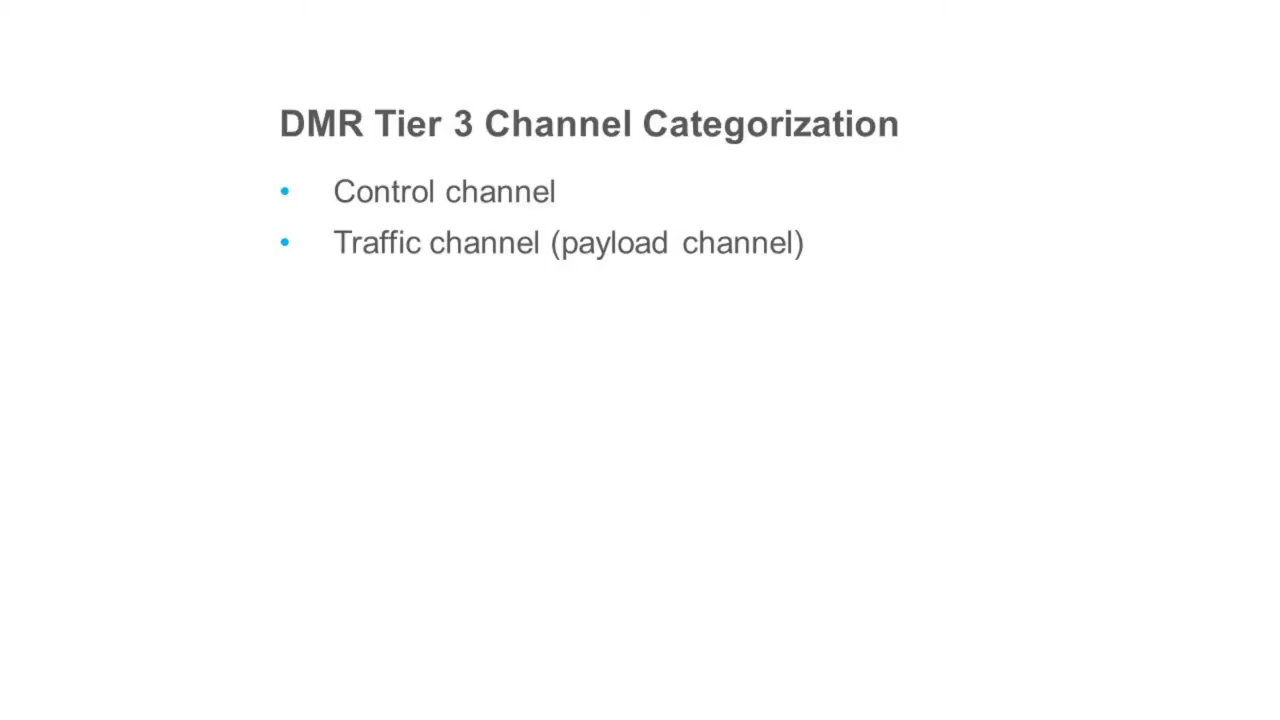 DMR Tier 3 Channel Categorization
• Control channel
• Traffic channel (payload channel)